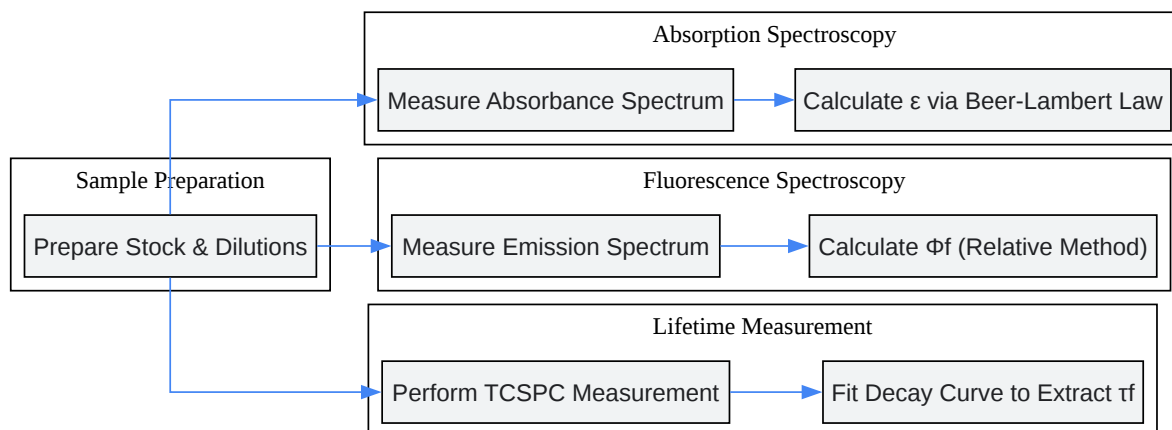 Absorption Spectroscopy
Measure Absorbance Spectrum
Calculate ε via Beer-Lambert Law
Sample Preparation
Prepare Stock & Dilutions
Fluorescence Spectroscopy
Measure Emission Spectrum
Calculate Φf (Relative Method)
Lifetime Measurement
Perform TCSPC Measurement
Fit Decay Curve to Extract τf